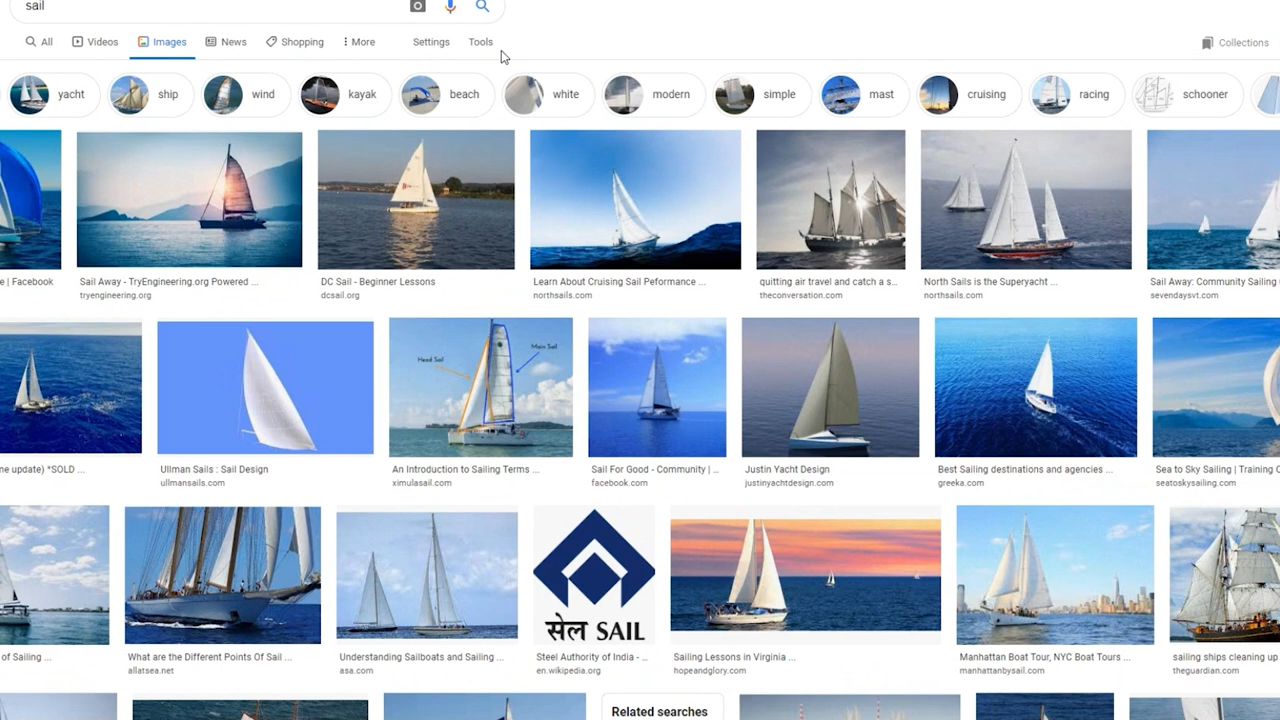 sail
All
Videos
Images
News
Shopping
More
Settings
Tools
Collections
yacht
ship
wind
kayak
beach
white
modern
simple
mast
cruising
racing
schooner
e | Facebook
Sail Away - TryEngineering.org Powered ...
tryengineering.org
DC Sail - Beginner Lessons
dcsail.org
Learn About Cruising Sail Peformance ...
northsails.com
quitting air travel and catch a s...
theconversation.com
North Sails is the Superyacht ...
northsails.com
Sail Away: Community Sailing
sevendaysvt.com
Head Sail
Main Sail
me update) *SOLD ...
Ullman Sails : Sail Design
ullmansails.com
An Introduction to Sailing Terms ...
ximulasail.com
Sail For Good - Community | ...
facebook.com
Justin Yacht Design
justinyachtdesign.com
Best Sailing destinations and agencies ...
greeka.com
Sea to Sky Sailing | Training
seatoskysailing.com
सेल SAIL
of Sailing ...
What are the Different Points Of Sail ...
allatsea.net
Understanding Sailboats and Sailing ...
asa.com
Steel Authority of India - ...
en.wikipedia.org
Sailing Lessons in Virginia ...
hopeandglory.com
Manhattan Boat Tour, NYC Boat Tours ...
manhattanbysail.com
sailing ships cleaning up
theguardian.com
Related searches